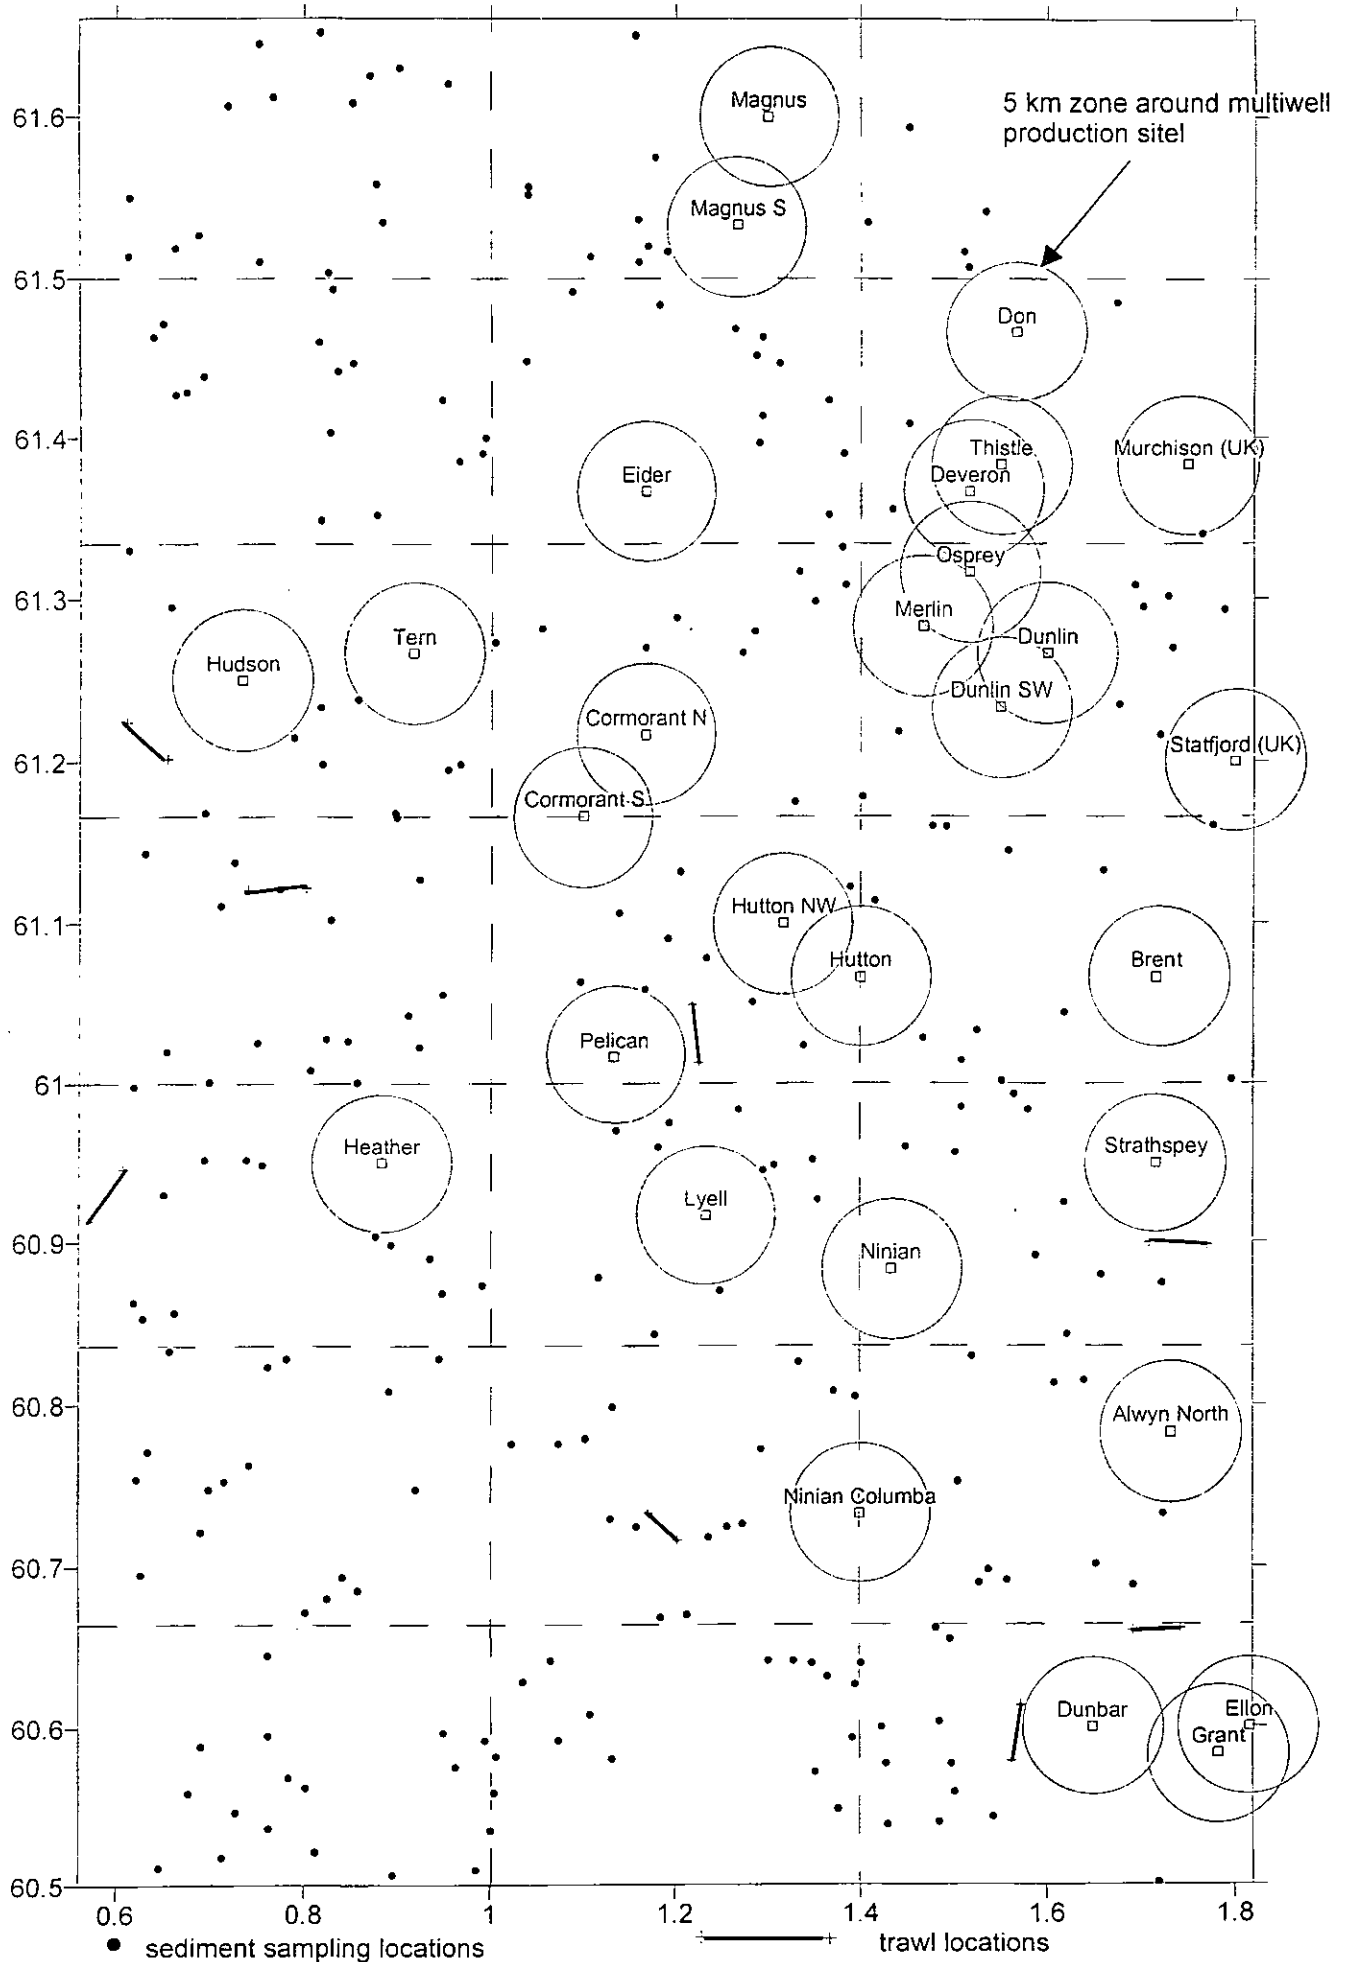 Magnus
5 km zone around multiwell
production sitel
61.6
Magnus S
61.5
Don
61.4
Thistle
Murchison (UK)
Eider
Deveron
Osprey
61.3
Merlin
Tern
Dunlin
Hudson
Dunlin SW
Cormorant N
Statfjord (UK)
61.2
Cormorant S
Hutton NW
61.1
Hutton
Brent
Pelican
61
Heather
Strathspey
Lyell
60.9
Ninian
60.8
Alwyn North
Ninian Columba
60.7
60.6
Dunbar
Ellon
Grant
60.5
0.6
0.8
1
1.2
1.4
1.6
1.8
sediment sampling locations
trawl locations